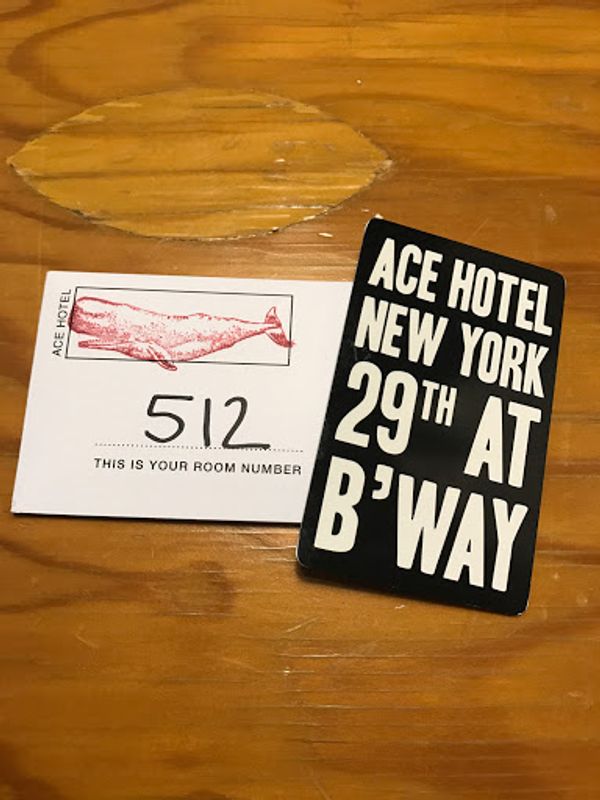 ACE HOTEL
512
THIS IS YOUR ROOM NUMBER
ACE HOTEL
NEW YORK
29TH AT
B'WAY